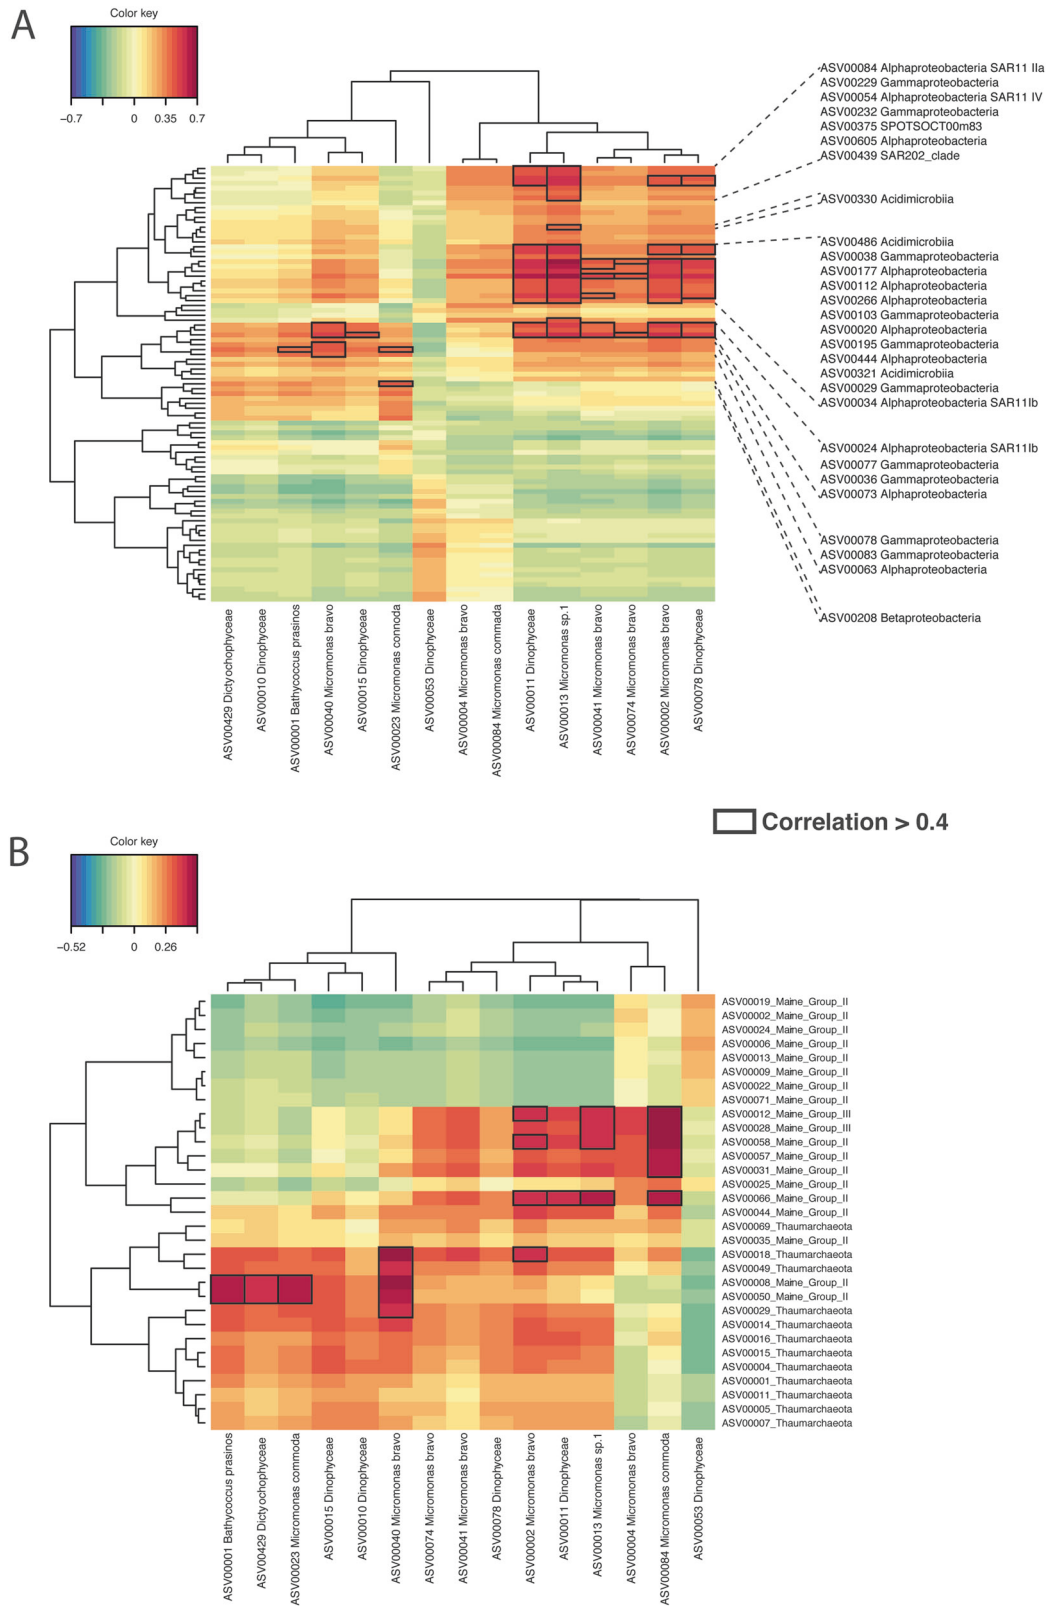 A
Color key
−0.7 0 0.35 0.7
ASV00084 Alphaproteobacteria SAR11 IIa
ASV00229 Gammaproteobacteria
ASV00054 Alphaproteobacteria SAR11 IV
ASV00232 Gammaproteobacteria
ASV00375 SPOTSOCT00m83
ASV00605 Alphaproteobacteria
ASV00439 SAR202_clade
ASV00330 Acidimicrobiia
ASV00486 Acidimicrobiia
ASV00038 Gammaproteobacteria
ASV00177 Alphaproteobacteria
ASV00112 Alphaproteobacteria
ASV00266 Alphaproteobacteria
ASV00103 Gammaproteobacteria
ASV00020 Alphaproteobacteria
ASV00195 Gammaproteobacteria
ASV00444 Alphaproteobacteria
ASV00321 Acidimicrobiia
ASV00029 Gammaproteobacteria
ASV00034 Alphaproteobacteria SAR11Ib
ASV00024 Alphaproteobacteria SAR11Ib
ASV00077 Gammaproteobacteria
ASV00036 Gammaproteobacteria
ASV00073 Alphaproteobacteria
ASV00078 Gammaproteobacteria
ASV00083 Gammaproteobacteria
ASV00063 Alphaproteobacteria
ASV00208 Betaproteobacteria
ASV00429 Dictyochophyceae
ASV00010 Dinophyceae
ASV00001 Bathycoccus prasinos
ASV00040 Micromonas bravo
ASV00015 Dinophyceae
ASV00023 Micromonas connoda
ASV00053 Dinophyceae
ASV00004 Micromonas bravo
ASV00084 Micromonas commada
ASV00011 Dinophyceae
ASV00013 Micromonas sp.1
ASV00041 Micromonas bravo
ASV00074 Micromonas bravo
ASV00002 Micromonas bravo
ASV00078 Dinophyceae
Correlation > 0.4
B
Color key
−0.52 0 0.26
ASV00019_Maine_Group_II
ASV00002_Maine_Group_II
ASV00024_Maine_Group_II
ASV00006_Maine_Group_II
ASV00013_Maine_Group_II
ASV00009_Maine_Group_II
ASV00022_Maine_Group_II
ASV00071_Maine_Group_II
ASV00012_Maine_Group_III
ASV00028_Maine_Group_III
ASV00058_Maine_Group_II
ASV00057_Maine_Group_II
ASV00031_Maine_Group_II
ASV00025_Maine_Group_II
ASV00066_Maine_Group_II
ASV00044_Maine_Group_II
ASV00069_Thaumarchaeota
ASV00035_Maine_Group_II
ASV00018_Thaumarchaeota
ASV00049_Thaumarchaeota
ASV00008_Maine_Group_II
ASV00050_Maine_Group_II
ASV00029_Thaumarchaeota
ASV00014_Thaumarchaeota
ASV00016_Thaumarchaeota
ASV00015_Thaumarchaeota
ASV00004_Thaumarchaeota
ASV00001_Thaumarchaeota
ASV00011_Thaumarchaeota
ASV00005_Thaumarchaeota
ASV00007_Thaumarchaeota
ASV00001 Bathycoccus prasinos
ASV00429 Dictyochophyceae
ASV00023 Micromonas commoda
ASV00015 Dinophyceae
ASV00010 Dinophyceae
ASV00040 Micromonas bravo
ASV00074 Micromonas bravo
ASV00041 Micromonas bravo
ASV00078 Dinophyceae
ASV00002 Micromonas bravo
ASV00011 Dinophyceae
ASV00013 Micromonas sp.1
ASV00004 Micromonas bravo
ASV00084 Micromonas commoda
ASV00053 Dinophyceae